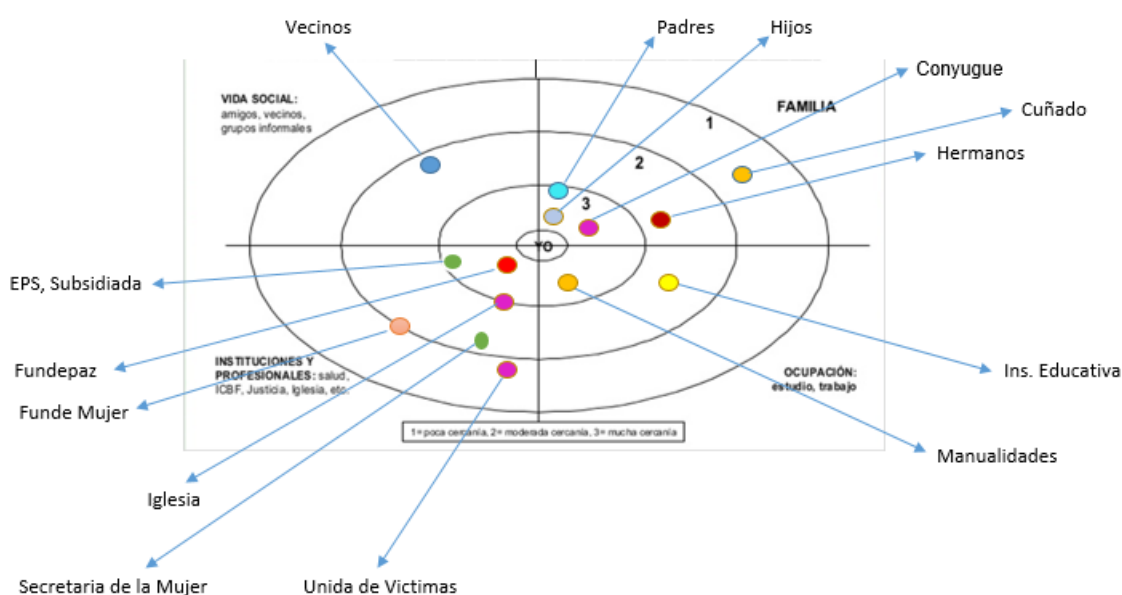 Vecinos
Padres
Hijos
Conyugue
Cuñado
Hermanos
VIDA SOCIAL:
amigos, vecinos,
grupos informales
FAMILIA
1
2
3
YO
EPS, Subsidiada
Fundepaz
Funde Mujer
INSTITUCIONES Y
PROFESIONALES: salud,
ICBF, Justicia, Iglesia, etc.
OCUPACIÓN:
estudio, trabajo
Ins. Educativa
1= poca cercanía, 2= moderada cercanía, 3= mucha cercanía
Manualidades
Iglesia
Secretaria de la Mujer
Unida de Victimas